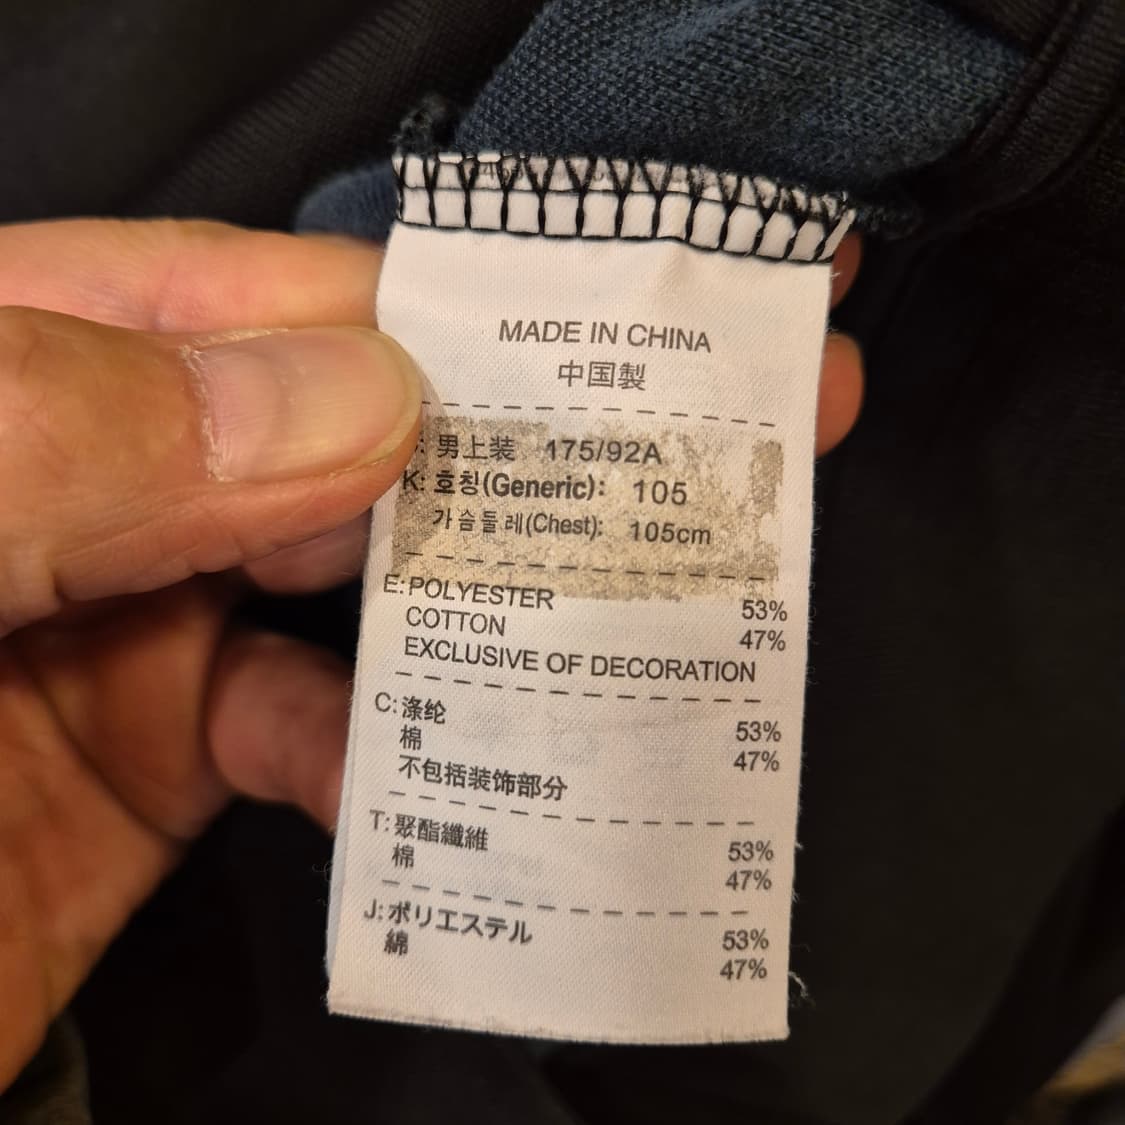 MADE IN CHINA
中国製
: 男上装 175/92A
K: 호칭(Generic): 105
가슴둘레(Chest): 105cm
E: POLYESTER 53%
COTTON 47%
EXCLUSIVE OF DECORATION
C: 涤纶 53%
棉 47%
不包括装饰部分
T: 聚酯纖維 53%
棉 47%
J: ポリエステル 53%
綿 47%